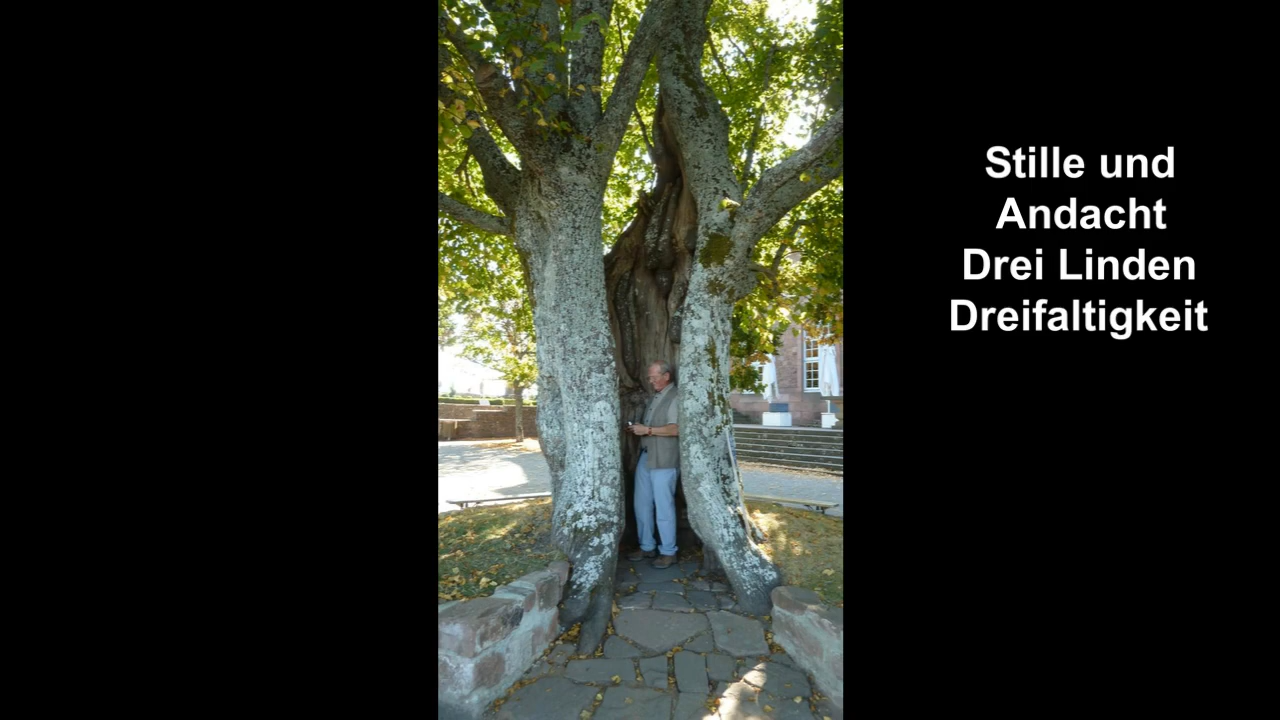 Stille und
Andacht
Drei Linden
Dreifaltigkeit